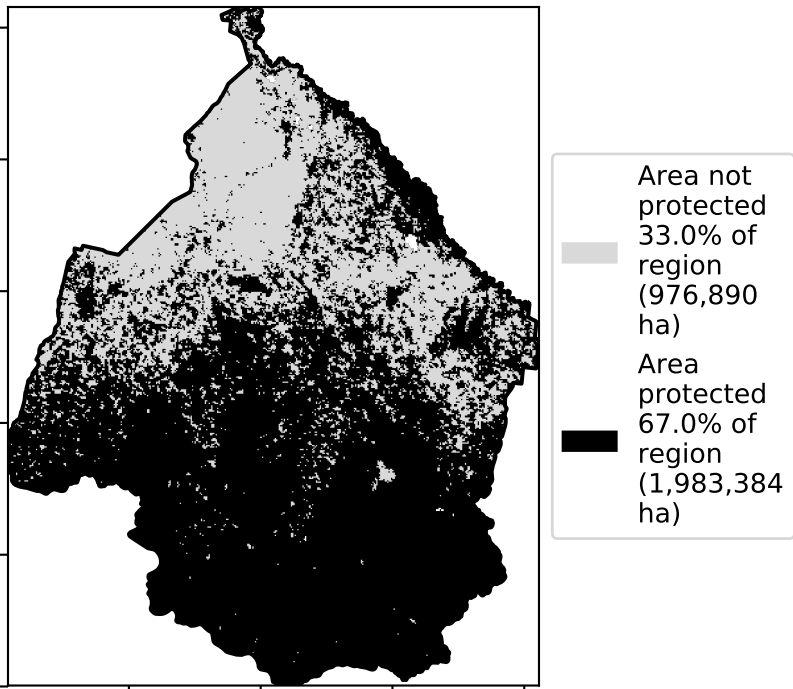 Area not
protected
33.0% of
region
(976,890
ha)
Area
protected
67.0% of
region
(1,983,384
ha)